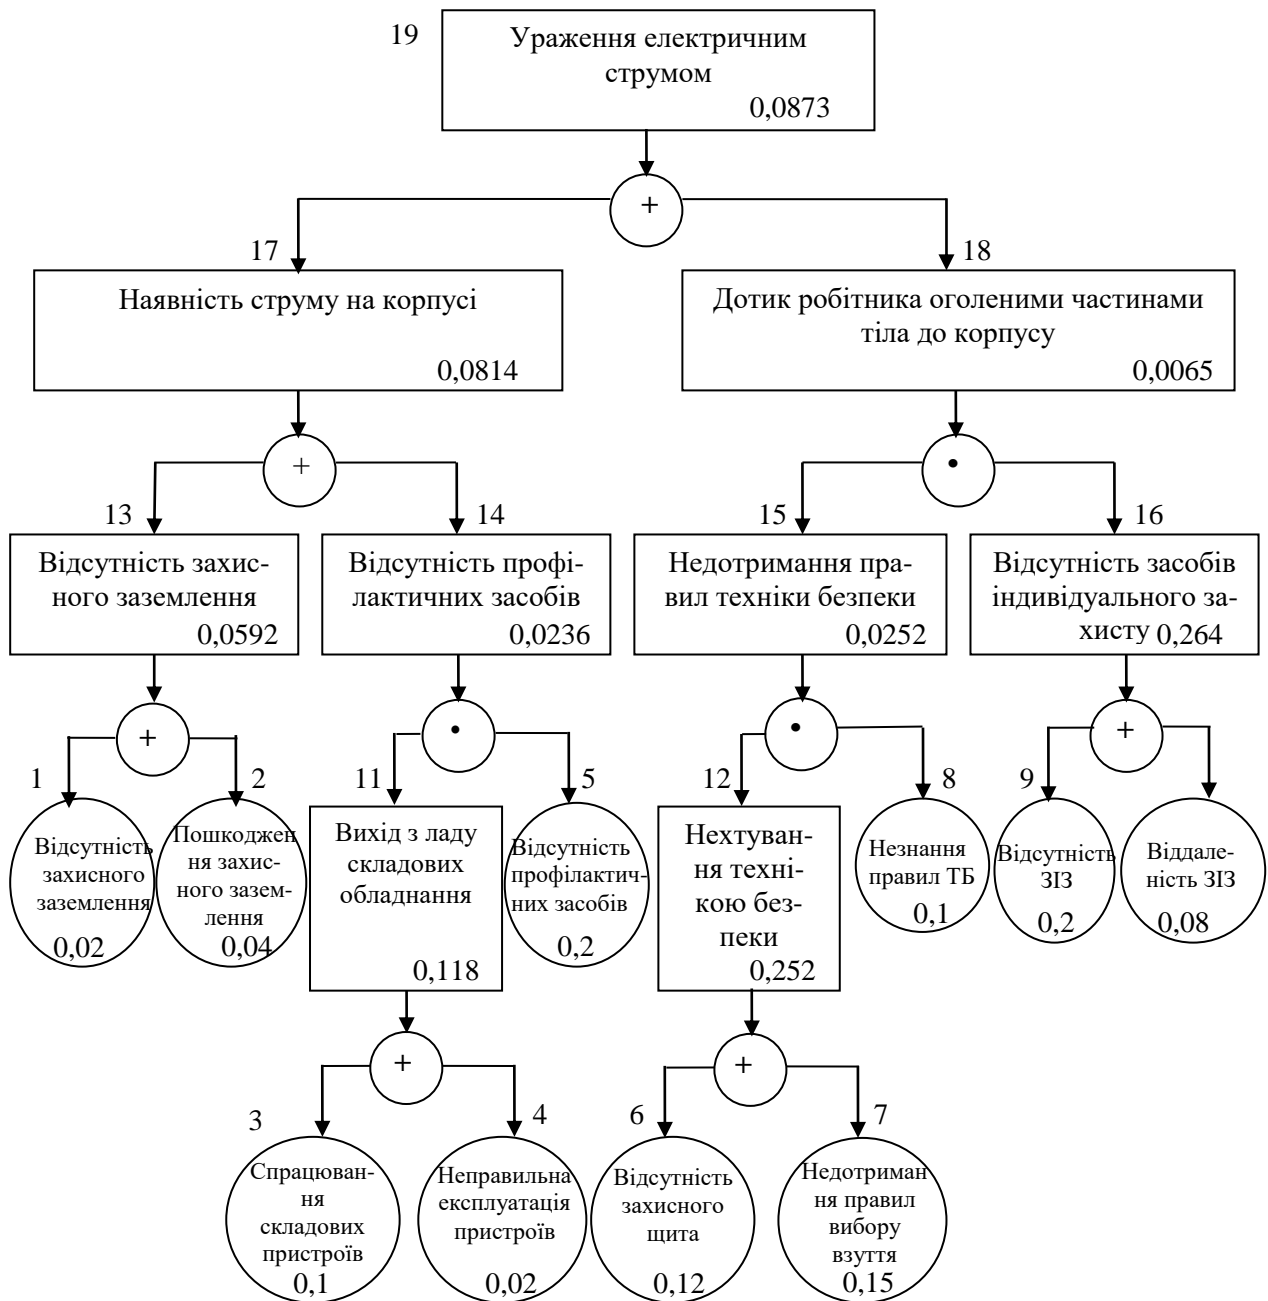 19
Ураження електричним
струмом
0,0873
+
17
18
Наявність струму на корпусі
0,0814
Дотик робітника оголеними частинами
тіла до корпусу
0,0065
+
•
13
14
15
16
Відсутність захис-
ного заземлення
0,0592
Відсутність профі-
лактичних засобів
0,0236
Недотримання пра-
вил техніки безпеки
0,0252
Відсутність засобів
індивідуального за-
хисту 0,264
+
•
•
+
1
2
11
5
12
8
9
Відсутність
захисного
заземлення
0,02
Пошкоджен
ня захис-
ного зазем-
лення
0,04
Вихід з ладу
складових
обладнання
0,118
Відсутність
профілактич-
них засобів
0,2
Нехтуван-
ня техні-
кою без-
пеки
0,252
Незнання
правил ТБ
0,1
Відсутність
ЗІЗ
0,2
Віддале-
ність ЗІЗ
0,08
+
+
3
4
6
7
Спрацюван-
ня
складових
пристроїв
0,1
Неправильна
експлуатація
пристроїв
0,02
Відсутність
захисного
щита
0,12
Недотриман
ня правил
вибору
взуття
0,15